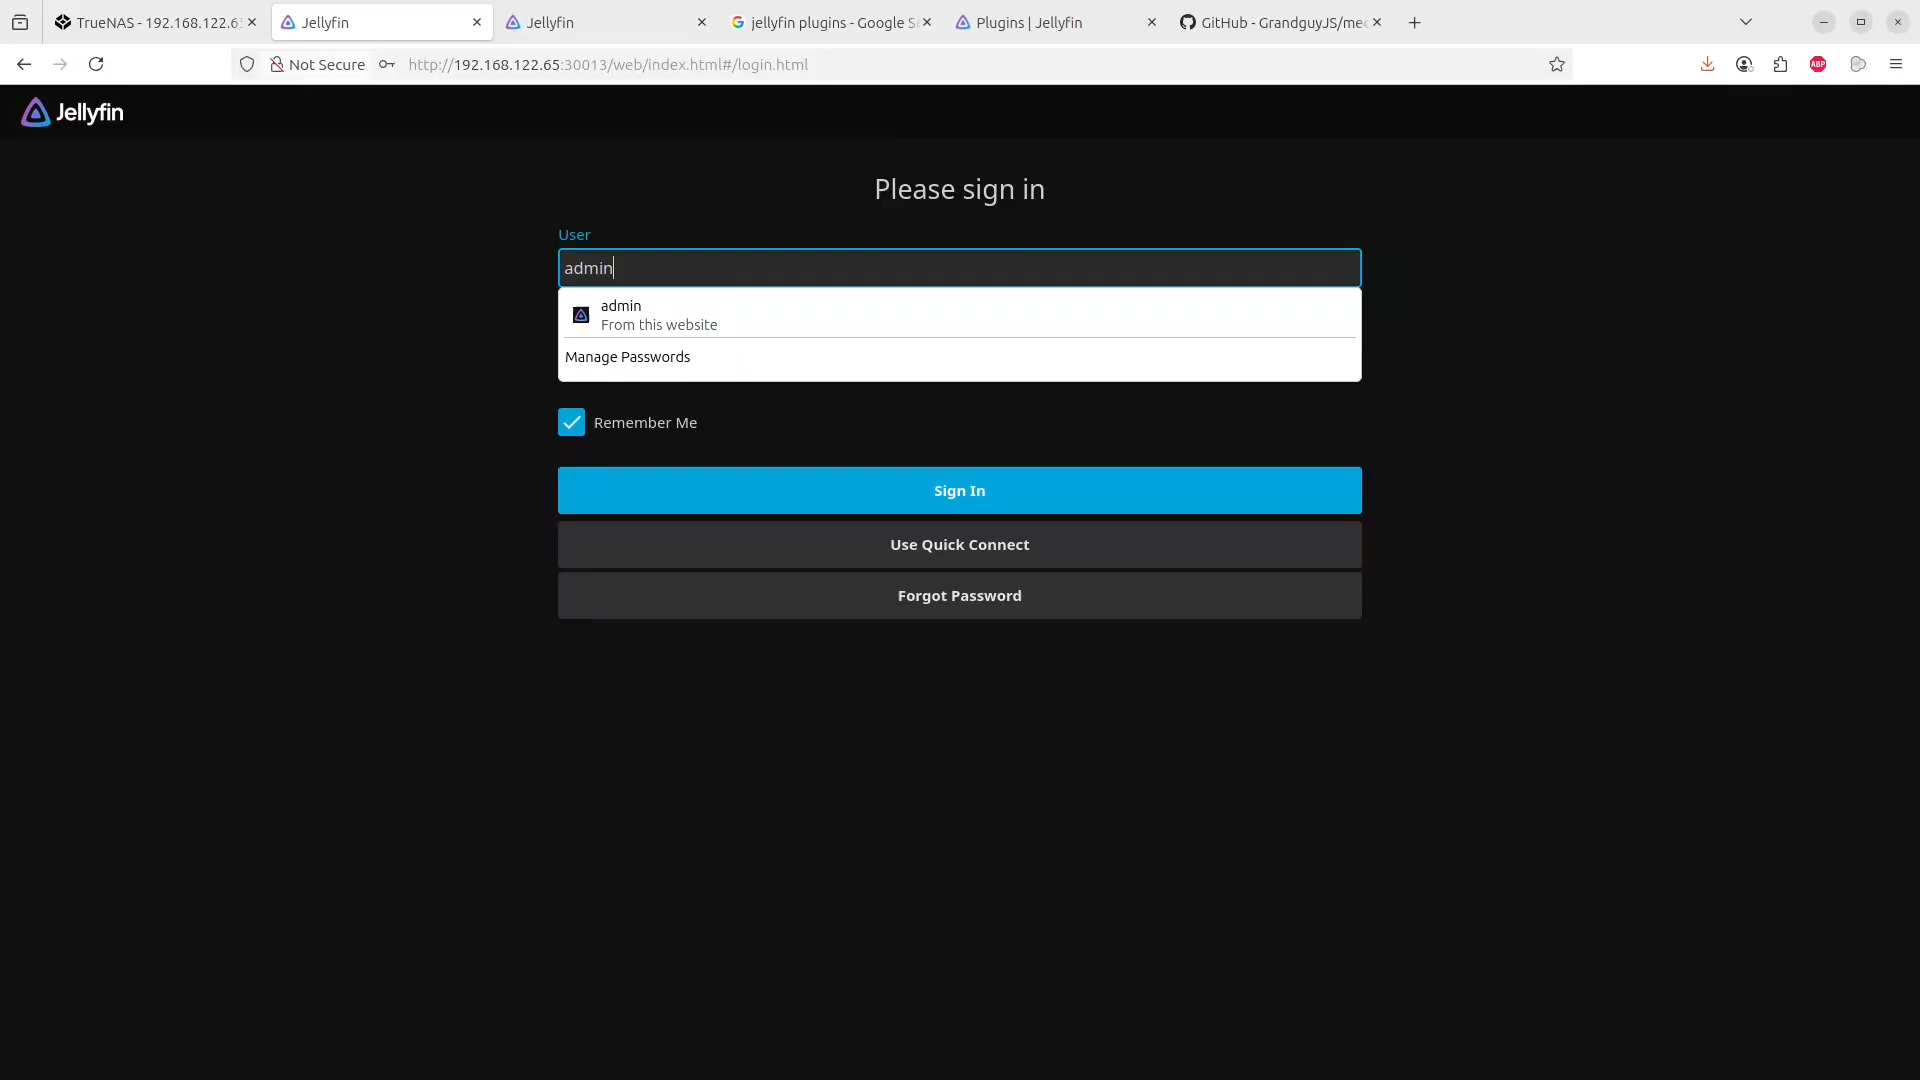 TrueNAS - 192.168.122.6
Jellyfin
Jellyfin
jellyfin plugins - Google S
Plugins | Jellyfin
GitHub - GrandguyJS/me
Not Secure
http://192.168.122.65:30013/web/index.html#/login.html
ABP
Jellyfin
Please sign in
User
admin
admin
From this website
Manage Passwords
Remember Me
Sign In
Use Quick Connect
Forgot Password